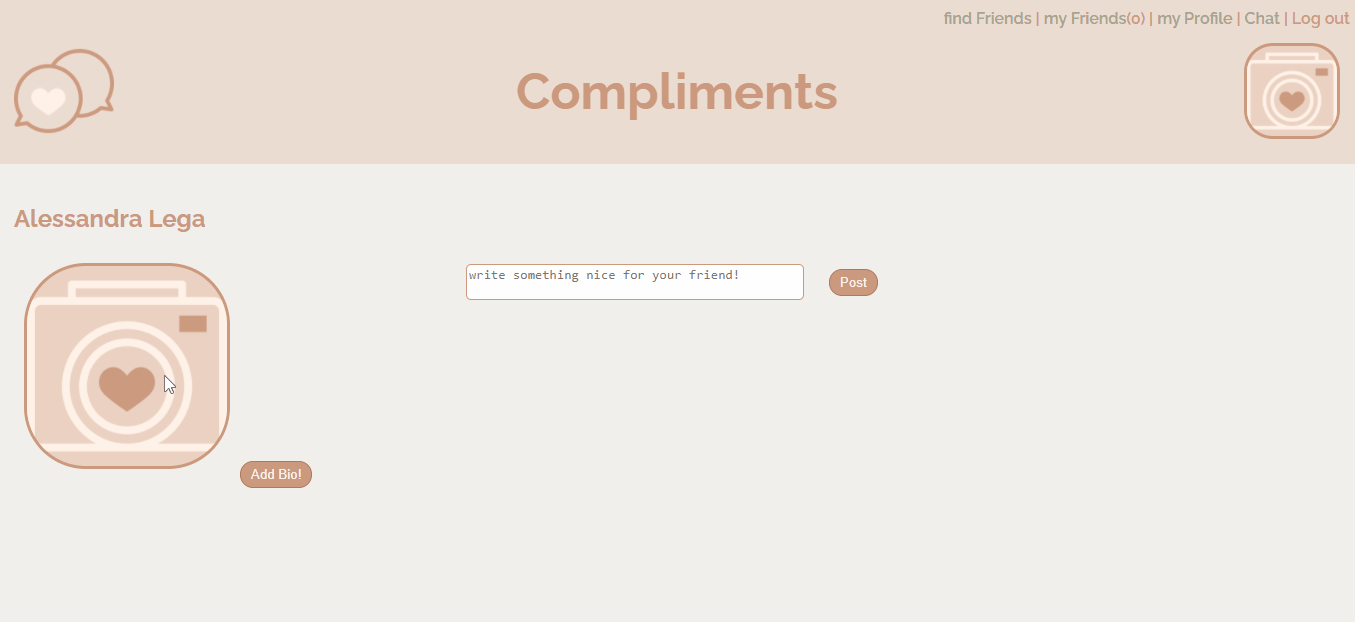 find Friends | my Friends(0) | my Profile | Chat | Log out
Compliments
Alessandra Lega
write something nice for your friend!
Post
Add Bio!